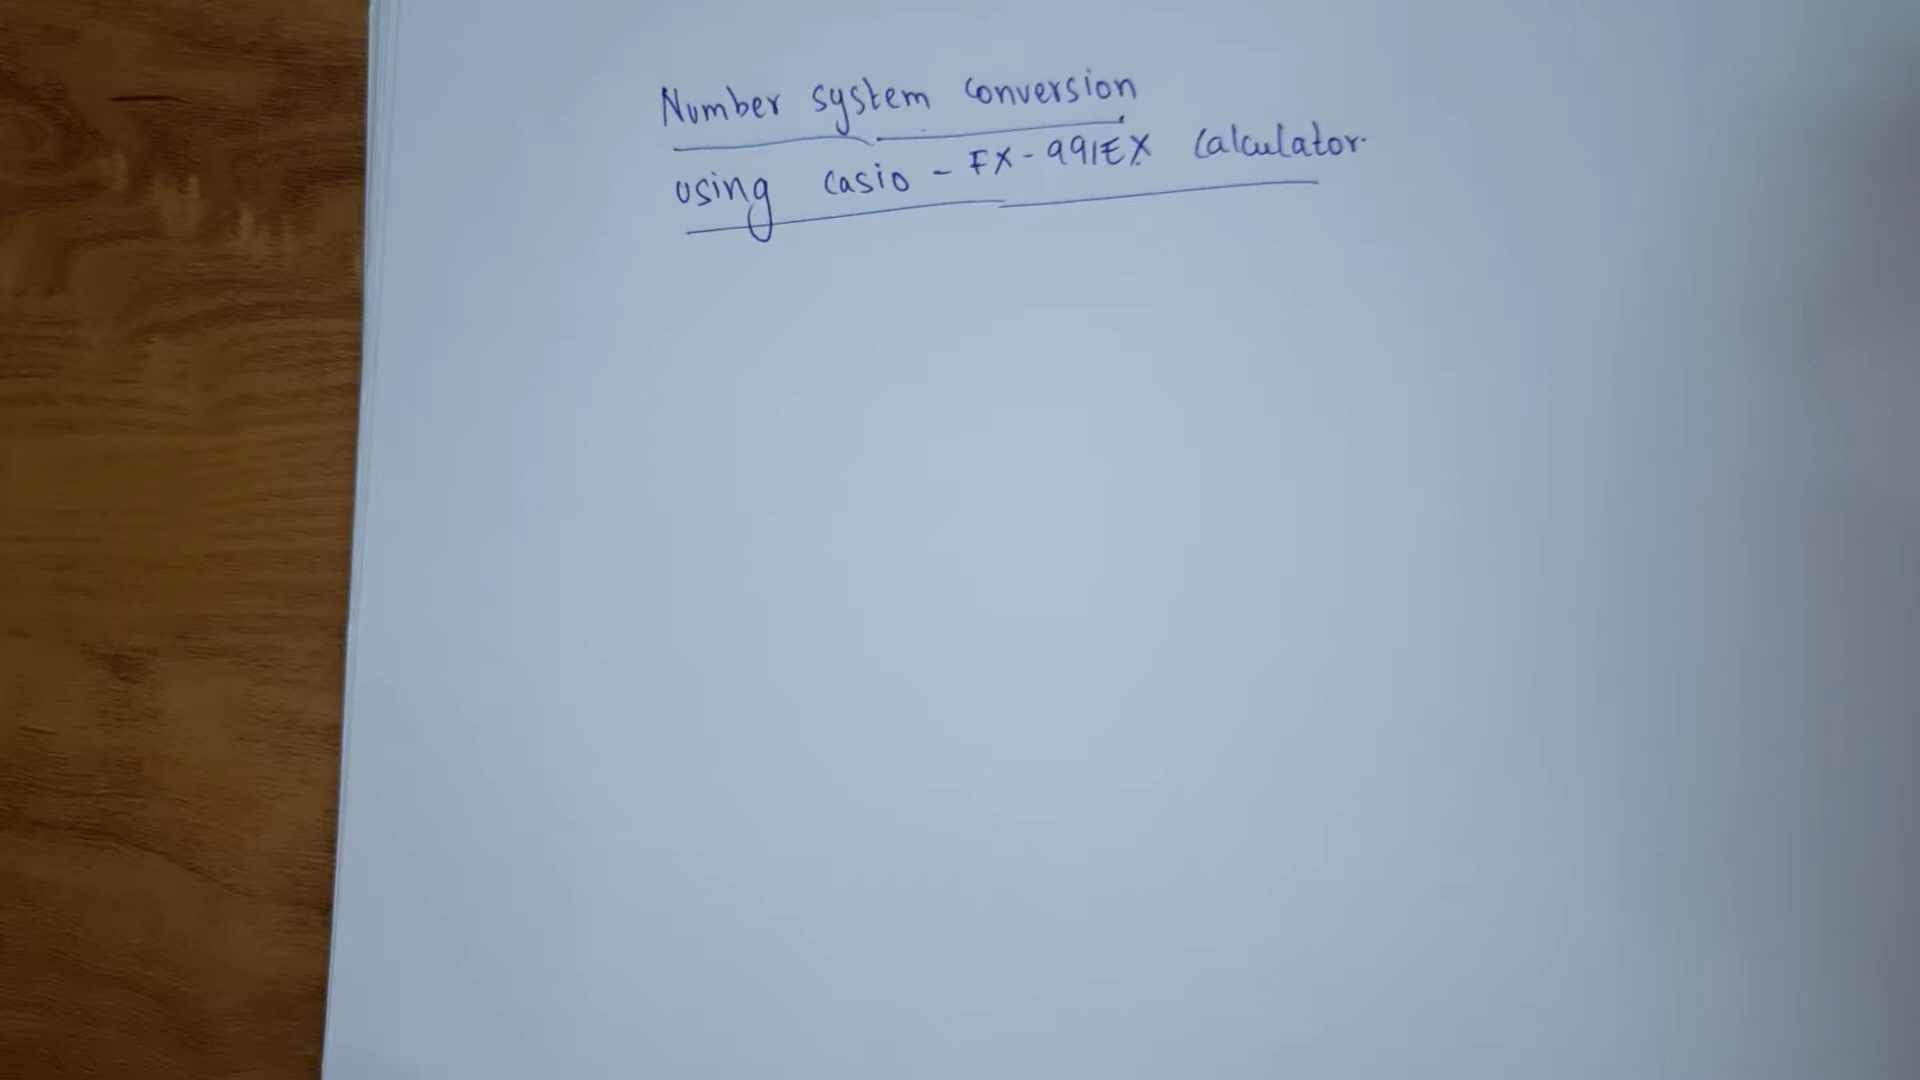 Number system conversion
using casio - FX-991EX calculator.